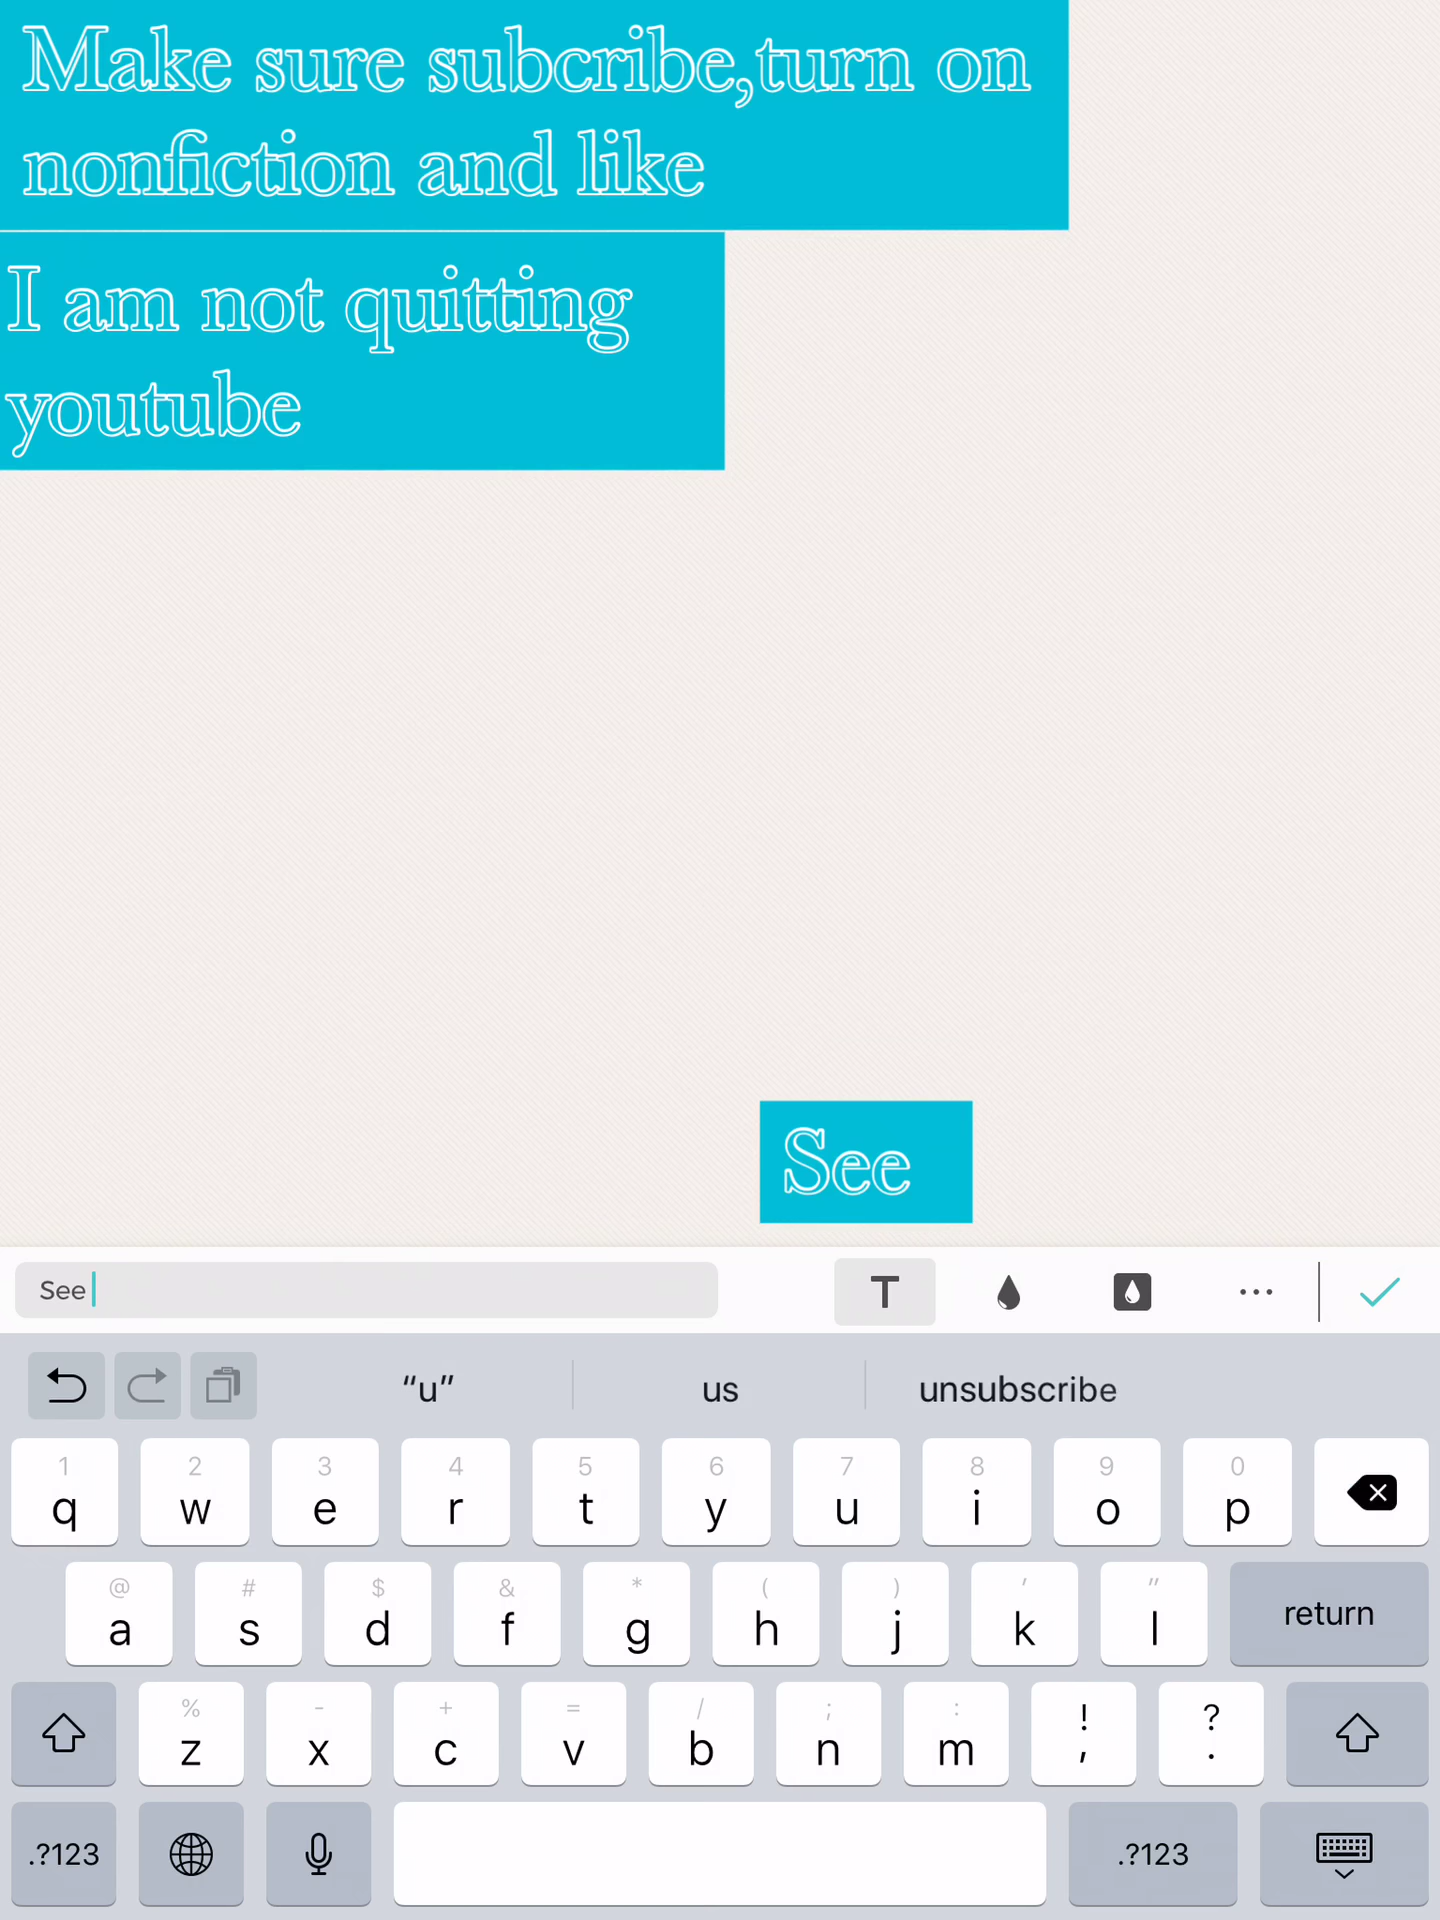 Make sure subcribe,turn on
nonfiction and like
I am not quitting
youtube
See
See
“u” us unsubscribe
1 2 3 4 5 6 7 8 9 0
q w e r t y u i o p
@ # $ & * ( ) ' "
a s d f g h j k l return
% - + = / ; : ! ?
z x c v b n m , .
.?123 .?123